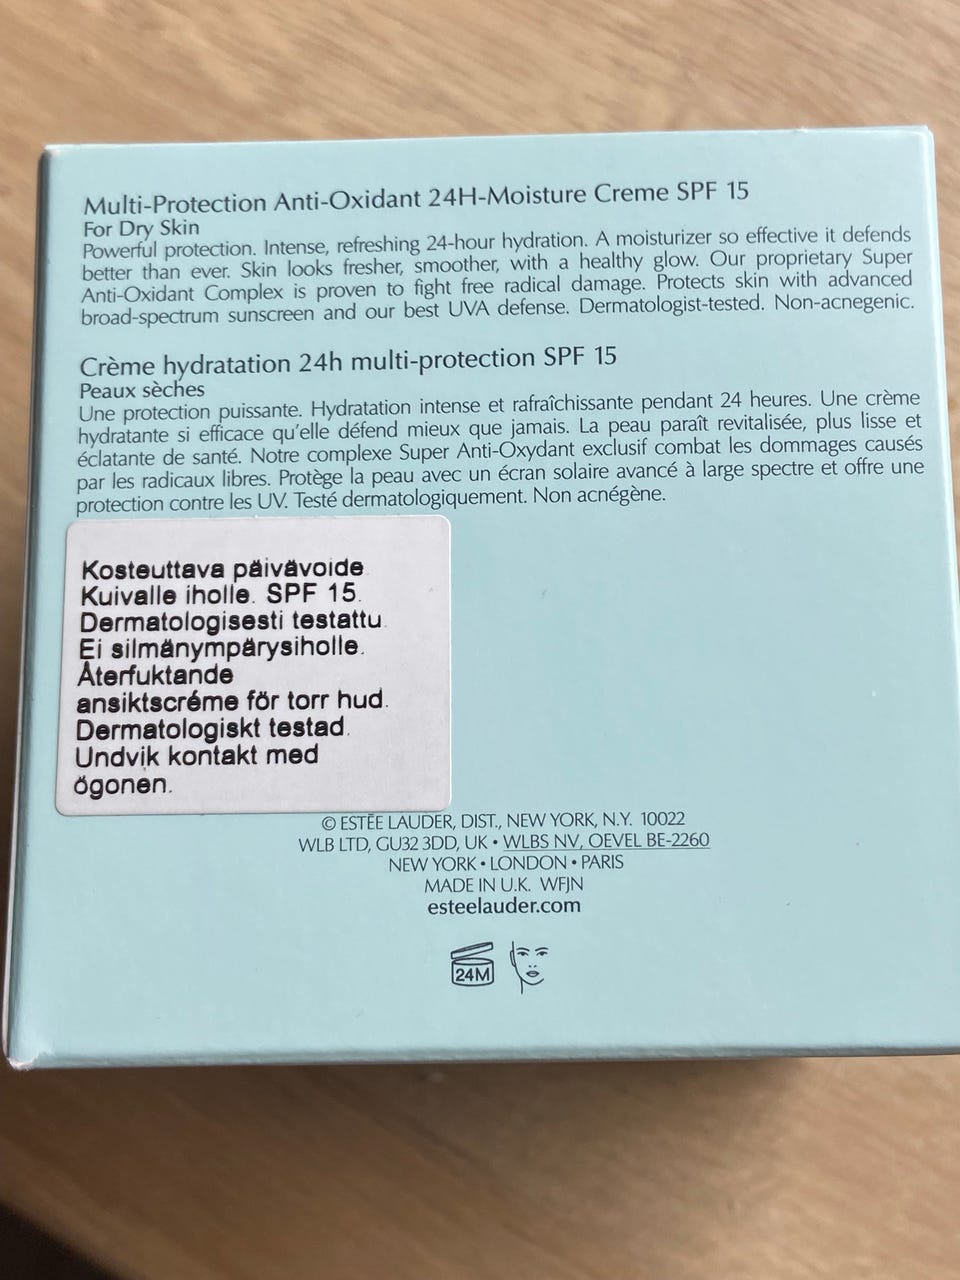 Multi-Protection Anti-Oxidant 24H-Moisture Creme SPF 15
For Dry Skin
Powerful protection. Intense, refreshing 24-hour hydration. A moisturizer so effective it defends
better than ever. Skin looks fresher, smoother, with a healthy glow. Our proprietary Super
Anti-Oxidant Complex is proven to fight free radical damage. Protects skin with advanced
broad-spectrum sunscreen and our best UVA defense. Dermatologist-tested. Non-acnegenic.
Crème hydratation 24h multi-protection SPF 15
Peaux sèches
Une protection puissante. Hydratation intense et rafraîchissante pendant 24 heures. Une crème
hydratante si efficace qu'elle défend mieux que jamais. La peau paraît revitalisée, plus lisse et
éclatante de santé. Notre complexe Super Anti-Oxydant exclusif combat les dommages causés
par les radicaux libres. Protège la peau avec un écran solaire avancé à large spectre et offre une
protection contre les UV. Testé dermatologiquement. Non acnégène.
Kosteuttava päivävoide.
Kuivalle iholle. SPF 15.
Dermatologisesti testattu.
Ei silmänympärysiholle.
Återfuktande
ansiktscréme för torr hud.
Dermatologiskt testad.
Undvik kontakt med
ögonen.
© ESTĒE LAUDER, DIST., NEW YORK, N.Y. 10022
WLB LTD, GU32 3DD, UK • WLBS NV, OEVEL BE-2260
NEW YORK • LONDON • PARIS
MADE IN U.K. WFJN
esteelauder.com
24M